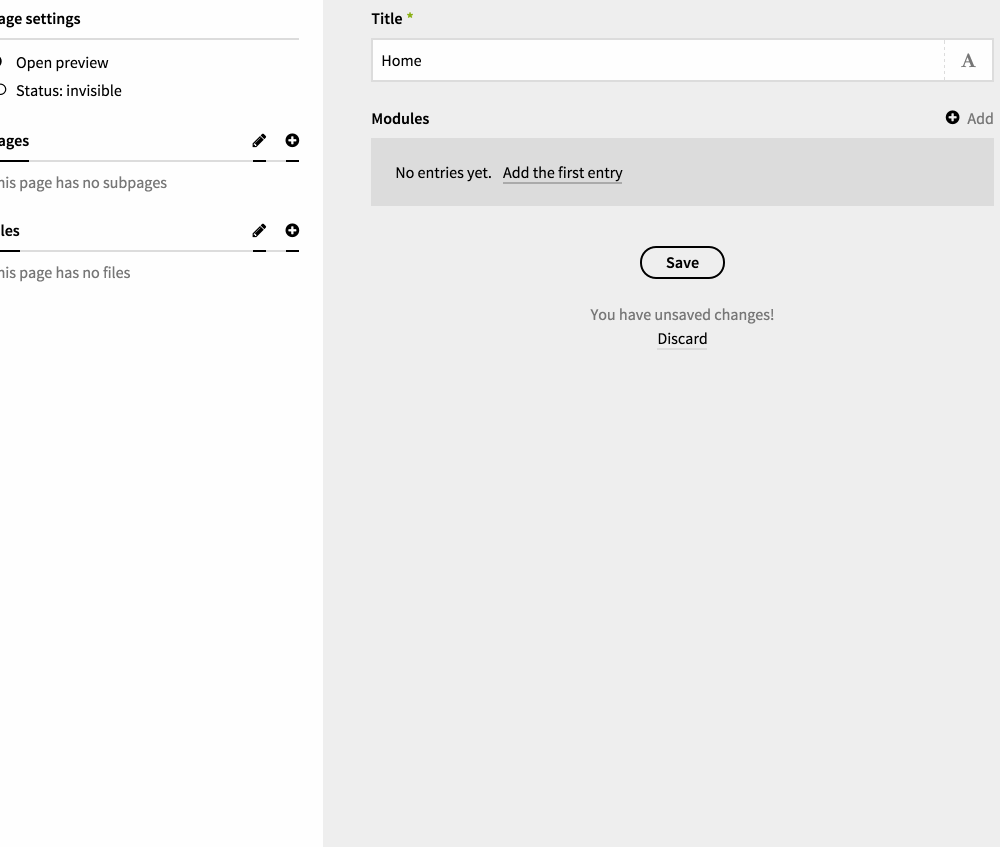 age settings
Open preview
Status: invisible
ages
his page has no subpages
les
his page has no files
Title *
Home
A
Modules
Add
No entries yet. Add the first entry
Save
You have unsaved changes!
Discard